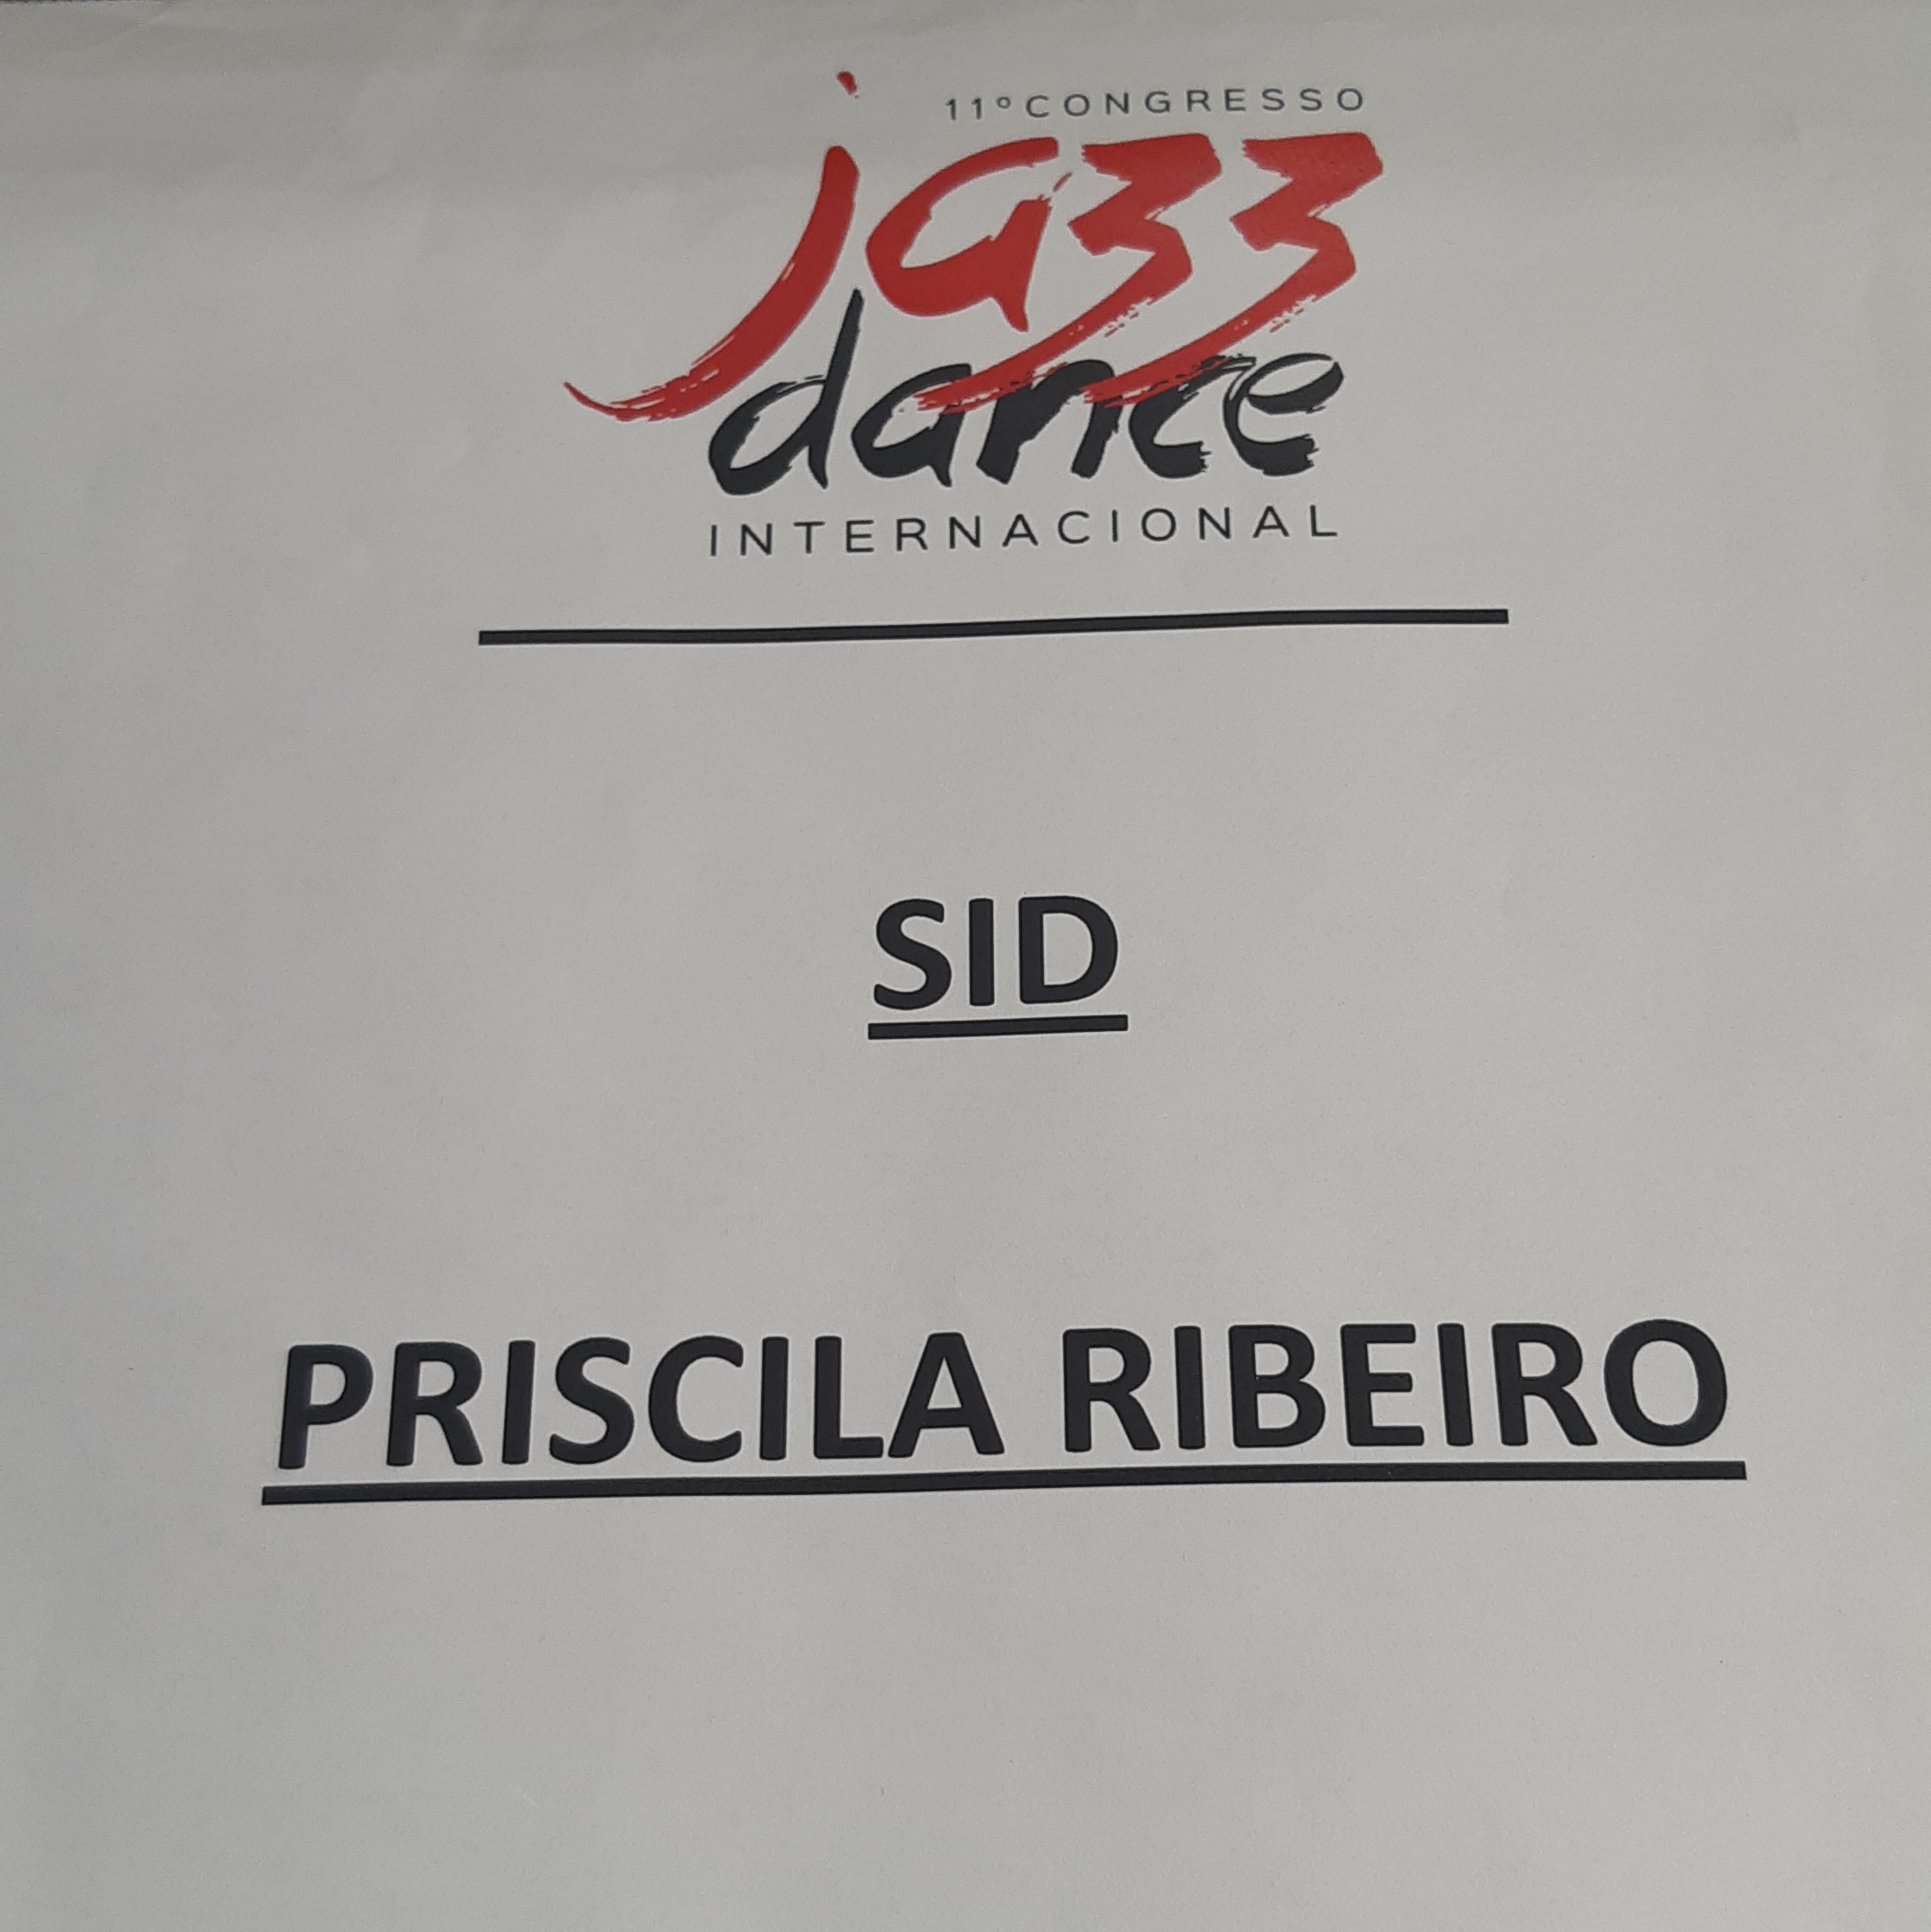 11º CONGRESSO
jazz
dance
INTERNACIONAL
SID
PRISCILA RIBEIRO